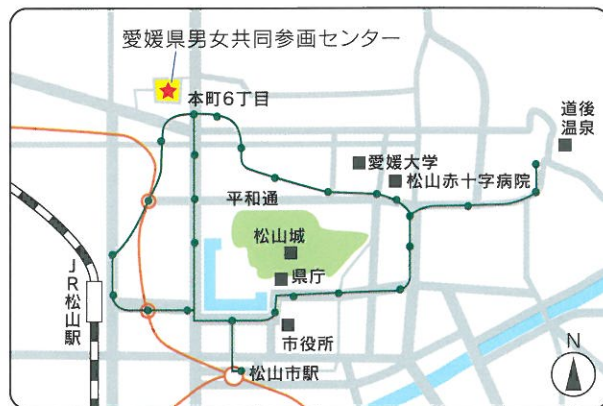 愛媛県男女共同参画センター
本町6丁目
道後
温泉
愛媛大学
松山赤十字病院
平和通
松山城
県庁
JR松山駅
市役所
松山市駅
N